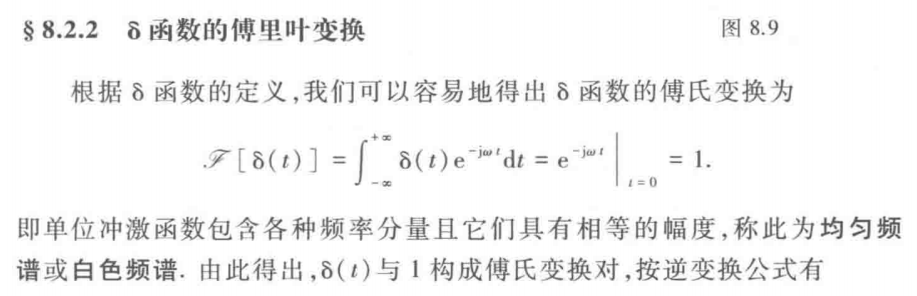 §8.2.2 δ函数的傅里叶变换 图 8.9
根据 δ 函数的定义,我们可以容易地得出 δ 函数的傅氏变换为
ℱ[δ(t)] = ∫_{-∞}^{+∞} δ(t)e^{-jωt}dt = e^{-jωt}|_{t=0} = 1.
即单位冲激函数包含各种频率分量且它们具有相等的幅度,称此为均匀频
谱或白色频谱. 由此得出,δ(t)与 1 构成傅氏变换对,按逆变换公式有